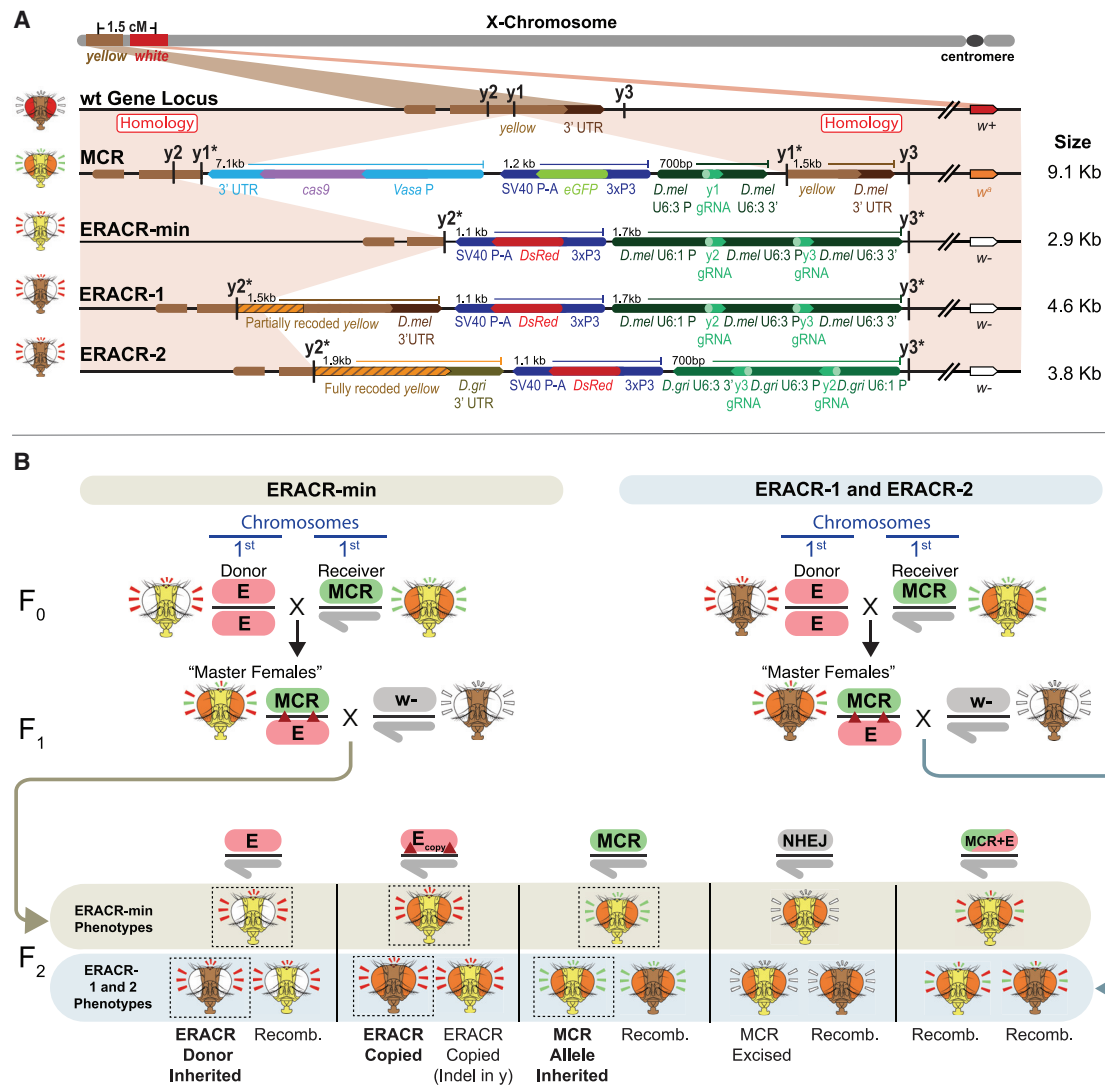 A
X-Chromosome
1.5 cM
yellow white
centromere
wt Gene Locus
y2 y1 y3
Homology
yellow 3' UTR
Homology
w+
Size
MCR
y2 y1* 7.1kb 1.2 kb 700bp y1* 1.5kb y3
9.1 Kb
3' UTR cas9 Vasa P SV40 P-A eGFP 3xP3 D.mel U6:3 P y1 gRNA D.mel U6:3 3' yellow D.mel 3' UTR
wa
ERACR-min
y2* 1.1 kb 1.7kb y3*
2.9 Kb
SV40 P-A DsRed 3xP3 D.mel U6:1 P y2 gRNA D.mel U6:3 P y3 gRNA D.mel U6:3 3'
w-
ERACR-1
y2* 1.5kb 1.1 kb 1.7kb y3*
4.6 Kb
Partially recoded yellow D.mel 3'UTR SV40 P-A DsRed 3xP3 D.mel U6:1 P y2 gRNA D.mel U6:3 P y3 gRNA D.mel U6:3 3'
w-
ERACR-2
y2* 1.9kb 1.1 kb 700bp y3*
3.8 Kb
Fully recoded yellow D.gri 3' UTR SV40 P-A DsRed 3xP3 D.gri U6:3 3' y3 gRNA D.gri U6:3 P y2 gRNA D.gri U6:1 P
w-
B
ERACR-min
ERACR-1 and ERACR-2
Chromosomes
1st 1st
Donor Receiver
Chromosomes
1st 1st
Donor Receiver
F0
E
E
X
MCR
E
E
X
MCR
F1
"Master Females"
MCR
E
X
w-
"Master Females"
MCR
E
X
w-
F2
E
Ecopy
MCR
NHEJ
MCR+E
ERACR-min
Phenotypes
ERACR-
1 and 2
Phenotypes
ERACR
Donor
Inherited
Recomb.
ERACR
Copied
ERACR
Copied
(Indel in y)
MCR
Allele
Inherited
Recomb.
MCR
Excised
Recomb.
Recomb.
Recomb.